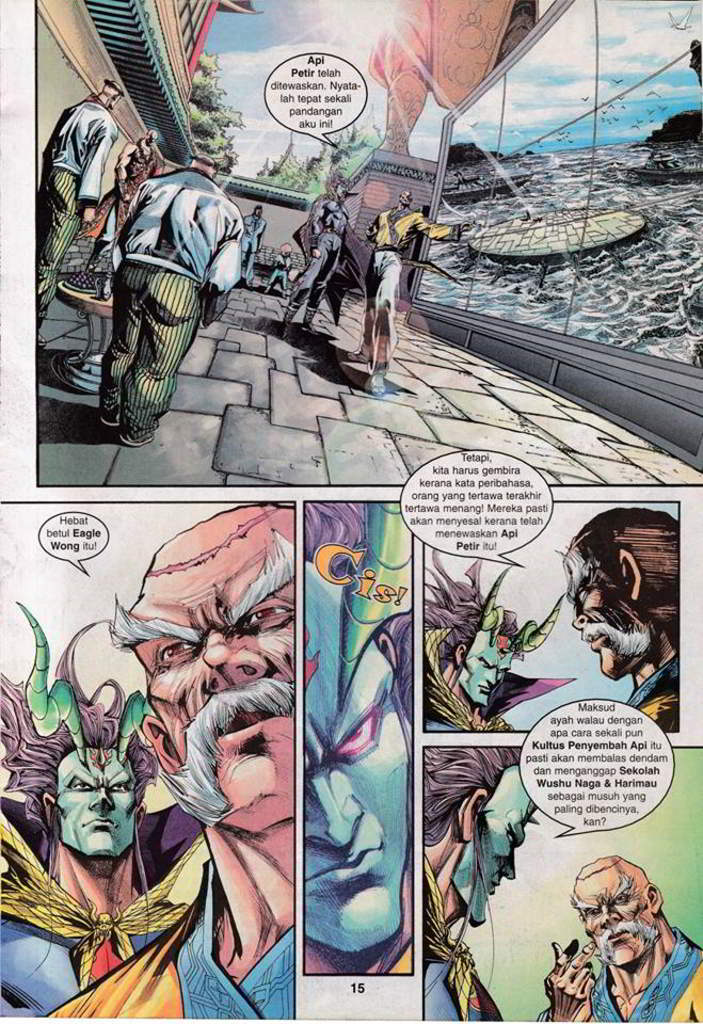 Api
Petir telah
ditewaskan. Nyata-
lah tepat sekali
pandangan
aku ini!
Tetapi,
kita harus gembira
kerana kata peribahasa,
orang yang tertawa terakhir
tertawa menang! Mereka pasti
akan menyesal kerana telah
menewaskan Api
Petir itu!
Hebat
betul Eagle
Wong itu!
Cis!
Maksud
ayah walau dengan
apa cara sekali pun
Kultus Penyembah Api itu
pasti akan membalas dendam
dan menganggap Sekolah
Wushu Naga & Harimau
sebagai musuh yang
paling dibencinya,
kan?
15